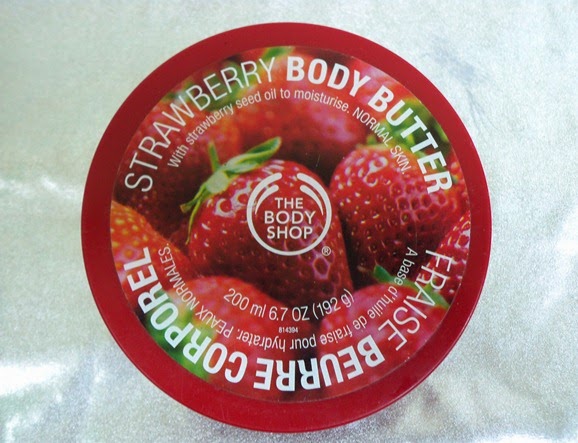 STRAWBERRY BODY BUTTER
With strawberry seed oil to moisturise. NORMAL SKIN.
THE
BODY
SHOP
®
200 ml 6.7 OZ (192 g)
814394
A base d'huile de fraise pour hydrater. PEAUX NORMALES.
FRAISE BEURRE CORPOREL